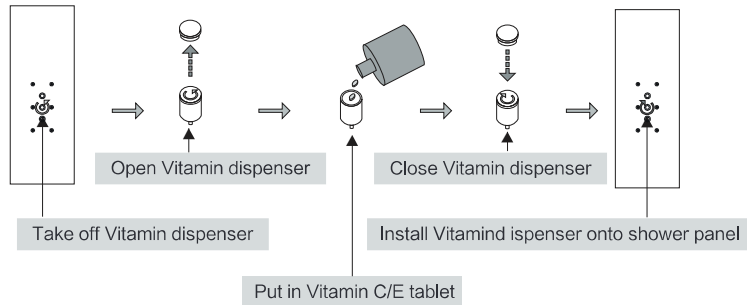 Open Vitamin dispenser
Close Vitamin dispenser
Take off Vitamin dispenser
Install Vitamind ispenser onto shower panel
Put in Vitamin C/E tablet